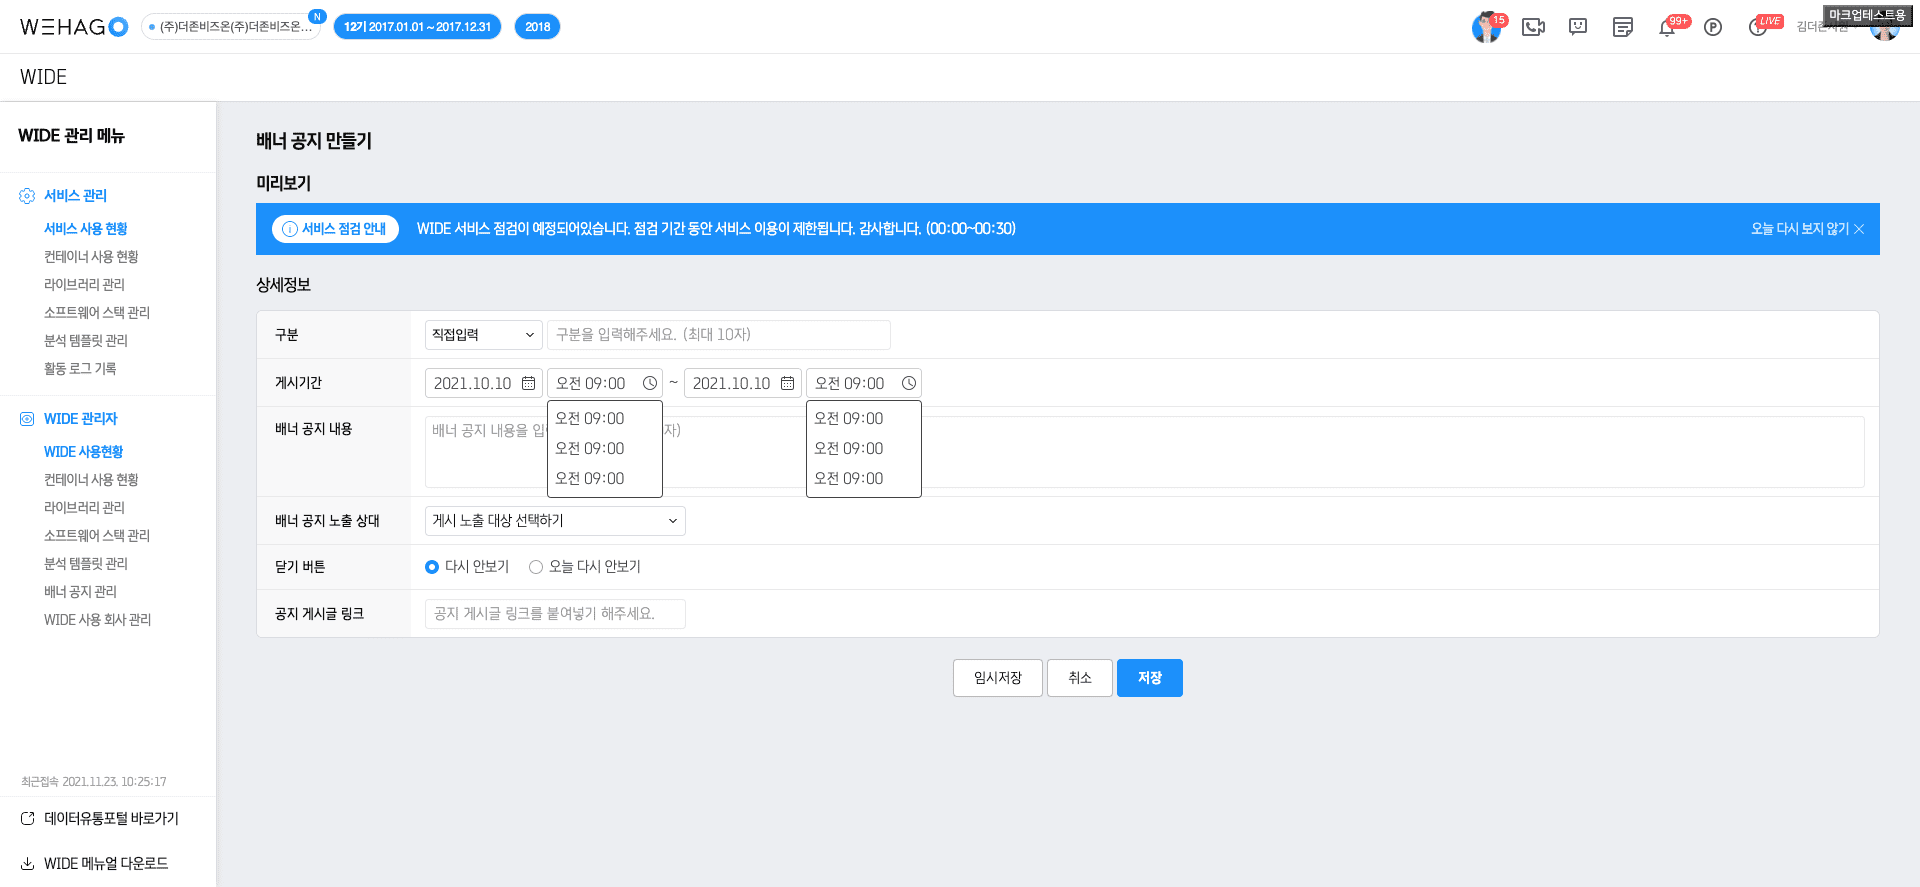 WEHAGO
(주)더존비즈온(주)더존비즈온...
N
12기 2017.01.01 ~ 2017.12.31
2018
15
99+
LIVE
마크업테스트용
WIDE
WIDE 관리 메뉴
서비스 관리
서비스 사용 현황
컨테이너 사용 현황
라이브러리 관리
소프트웨어 스택 관리
분석 템플릿 관리
활동 로그 기록
WIDE 관리자
WIDE 사용현황
컨테이너 사용 현황
라이브러리 관리
소프트웨어 스택 관리
분석 템플릿 관리
배너 공지 관리
WIDE 사용 회사 관리
최근접속 2021.11.23. 10:25:17
데이터유통포털 바로가기
WIDE 메뉴얼 다운로드
배너 공지 만들기
미리보기
서비스 점검 안내
WIDE 서비스 점검이 예정되어있습니다. 점검 기간 동안 서비스 이용이 제한됩니다. 감사합니다. (00:00~00:30)
오늘 다시 보지 않기
상세정보
구분
직접입력
구분을 입력해주세요. (최대 10자)
게시기간
2021.10.10 오전 09:00 ~ 2021.10.10 오전 09:00
오전 09:00 오전 09:00
오전 09:00 오전 09:00
오전 09:00 오전 09:00
배너 공지 내용
배너 공지 내용을 자)
배너 공지 노출 상대
게시 노출 대상 선택하기
닫기 버튼
다시 안보기
오늘 다시 안보기
공지 게시글 링크
공지 게시글 링크를 붙여넣기 해주세요.
임시저장
취소
저장